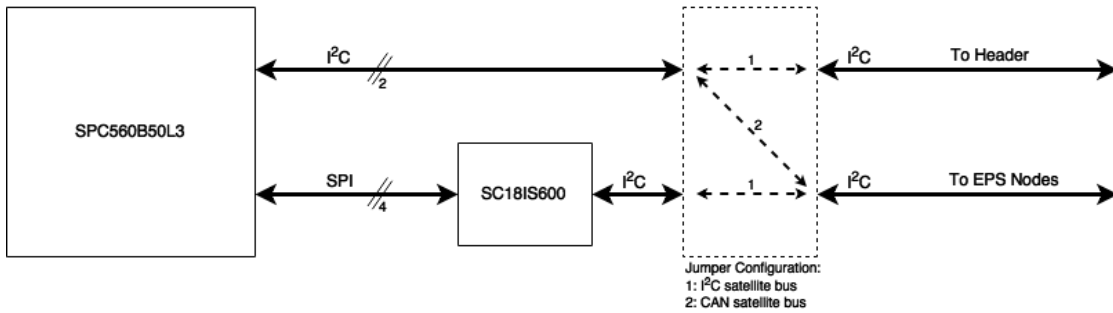 I²C
2
1
I²C
To Header
SPC560B50L3
2
SPI
4
SC18IS600
I²C
1
I²C
To EPS Nodes
Jumper Configuration:
1: I²C satellite bus
2: CAN satellite bus